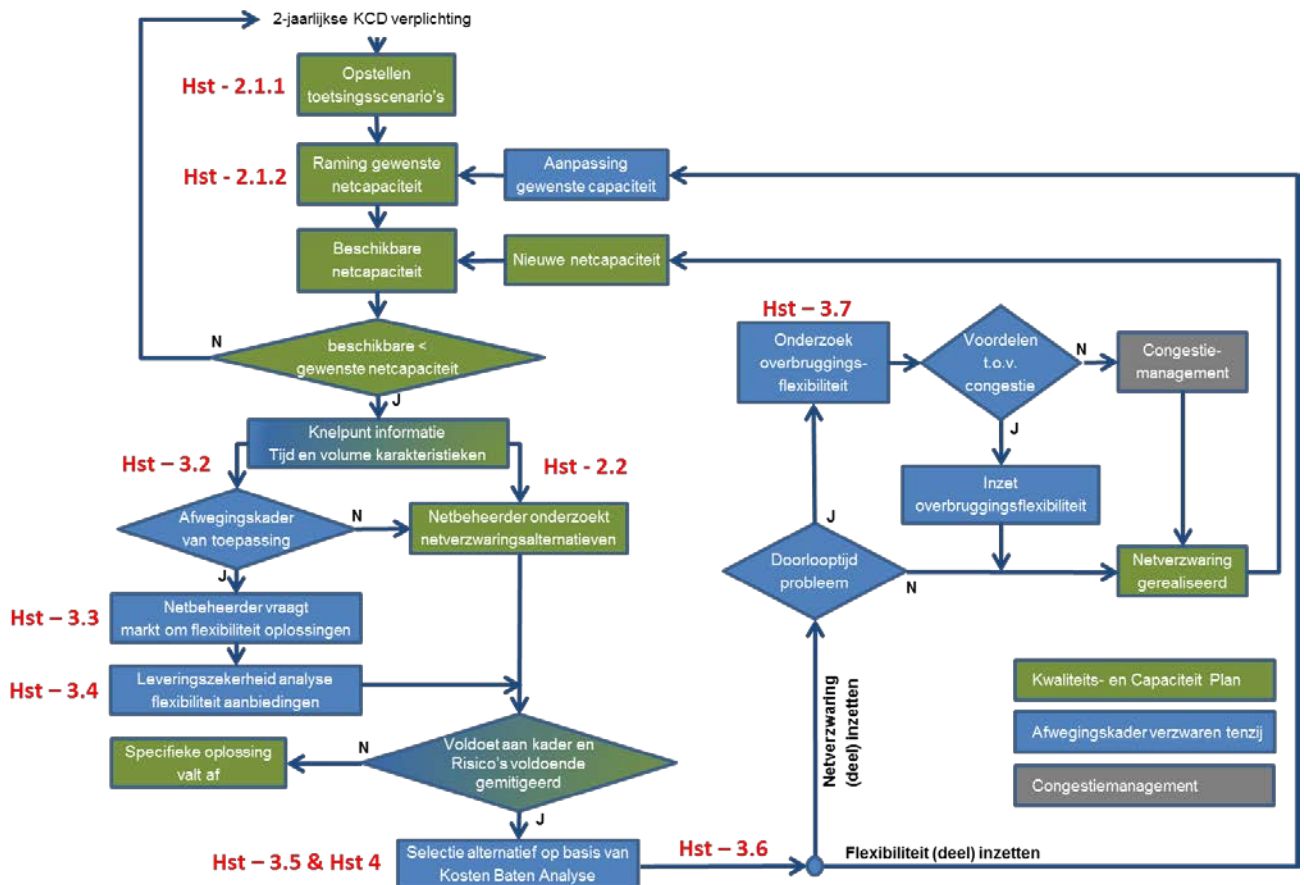 2-jaarlijkse KCD verplichting
Hst - 2.1.1
Opstellen
toetsingsscenario's
Hst - 2.1.2
Raming gewenste
netcapaciteit
Aanpassing
gewenste capaciteit
Beschikbare
netcapaciteit
Nieuwe netcapaciteit
N
beschikbare <
gewenste netcapaciteit
J
Knelpunt informatie
Tijd en volume karakteristieken
Hst – 3.2
Hst - 2.2
Afwegingskader
van toepassing
N
Netbeheerder onderzoekt
netverzwaringsalternatieven
J
Hst – 3.3
Netbeheerder vraagt
markt om flexibiliteit oplossingen
Hst – 3.4
Leveringszekerheid analyse
flexibiliteit aanbiedingen
Specifieke oplossing
valt af
N
Voldoet aan kader en
Risico's voldoende
gemitigeerd
J
Hst – 3.5 & Hst 4
Selectie alternatief op basis van
Kosten Baten Analyse
Hst – 3.6
Flexibiliteit (deel) inzetten
Netverzwaring
(deel) inzetten
Doorlooptijd
probleem
J
N
Hst – 3.7
Onderzoek
overbruggings-
flexibiliteit
Voordelen
t.o.v.
congestie
N
Congestie-
management
J
Inzet
overbruggingsflexibiliteit
Netverzwaring
gerealiseerd
Kwaliteits- en Capaciteit Plan
Afwegingskader verzwaren tenzij
Congestiemanagement